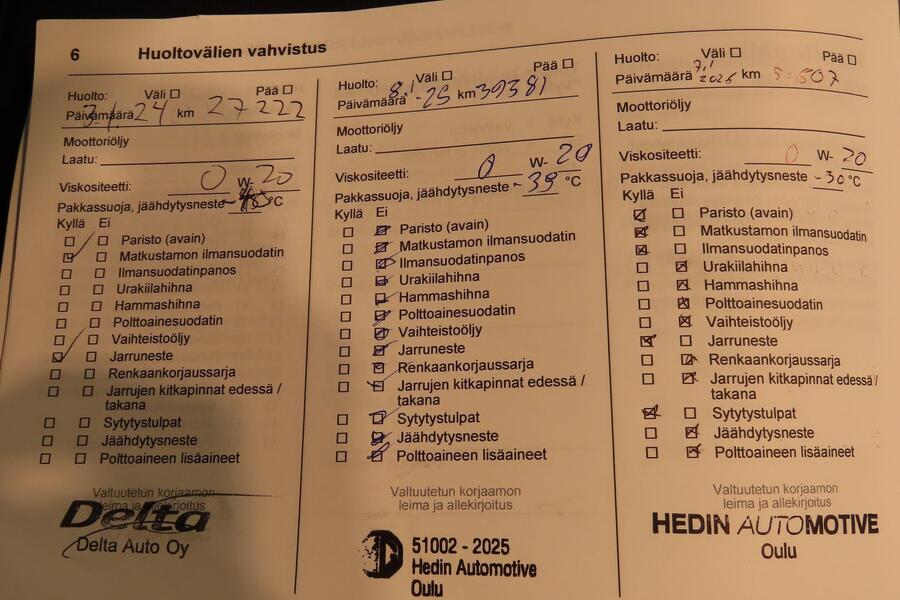 6 Huoltovälien vahvistus
Huolto: Väli Pää
Päivämäärä 3.1.24 km 27222
Moottoriöljy
Laatu:
Viskositeetti: 0 W-20
Pakkassuoja, jäähdytysneste °C
Kyllä Ei
Paristo (avain)
Matkustamon ilmansuodatin
Ilmansuodatinpanos
Urakiilahihna
Hammashihna
Polttoainesuodatin
Vaihteistoöljy
Jarruneste
Renkaankorjaussarja
Jarrujen kitkapinnat edessä /
takana
Sytytystulpat
Jäähdytysneste
Polttoaineen lisäaineet
Valtuutetun korjaamon
leima ja allekirjoitus
Delta
Delta Auto Oy
Huolto: Väli Pää
Päivämäärä 8.1-25 km 39381
Moottoriöljy
Laatu:
Viskositeetti: 0 W-20
Pakkassuoja, jäähdytysneste -39 °C
Kyllä Ei
Paristo (avain)
Matkustamon ilmansuodatin
Ilmansuodatinpanos
Urakiilahihna
Hammashihna
Polttoainesuodatin
Vaihteistoöljy
Jarruneste
Renkaankorjaussarja
Jarrujen kitkapinnat edessä /
takana
Sytytystulpat
Jäähdytysneste
Polttoaineen lisäaineet
Valtuutetun korjaamon
leima ja allekirjoitus
51002 - 2025
Hedin Automotive
Oulu
Huolto: Väli Pää
Päivämäärä 7.1 2026 km
Moottoriöljy
Laatu:
Viskositeetti: 0 W-20
Pakkassuoja, jäähdytysneste -30°C
Kyllä Ei
Paristo (avain)
Matkustamon ilmansuodatin
Ilmansuodatinpanos
Urakiilahihna
Hammashihna
Polttoainesuodatin
Vaihteistoöljy
Jarruneste
Renkaankorjaussarja
Jarrujen kitkapinnat edessä /
takana
Sytytystulpat
Jäähdytysneste
Polttoaineen lisäaineet
Valtuutetun korjaamon
leima ja allekirjoitus
HEDIN AUTOMOTIVE
Oulu